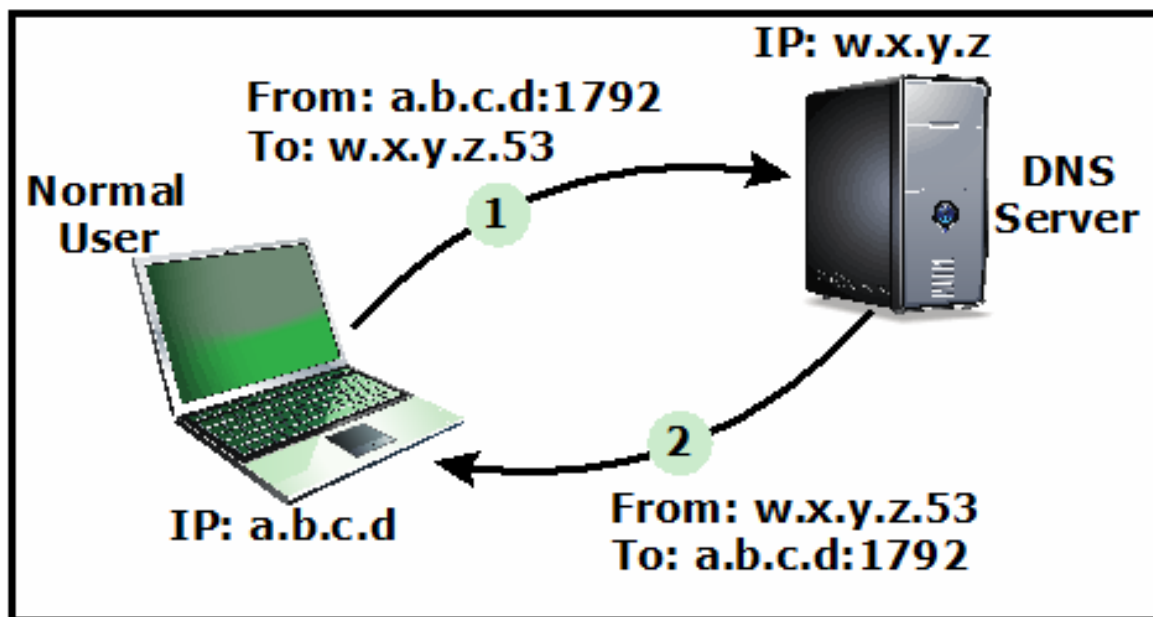 IP: w.x.y.z
From: a.b.c.d:1792
To: w.x.y.z.53
Normal
User
1
DNS
Server
2
IP: a.b.c.d
From: w.x.y.z.53
To: a.b.c.d:1792